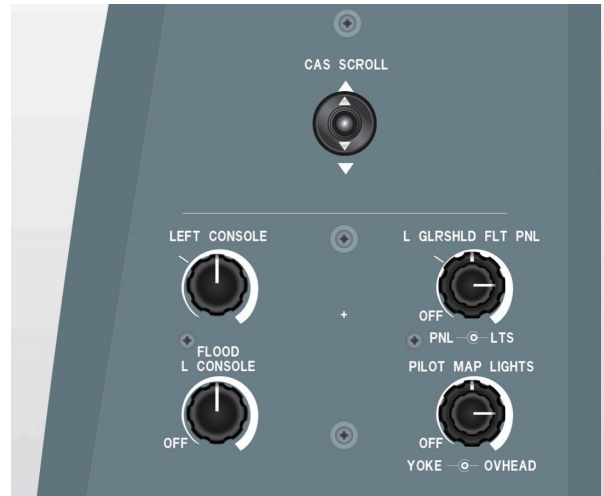 CAS SCROLL
LEFT CONSOLE
L GLRSHLD FLT PNL
OFF
PNL LTS
FLOOD
L CONSOLE
OFF
PILOT MAP LIGHTS
OFF
YOKE OVHEAD